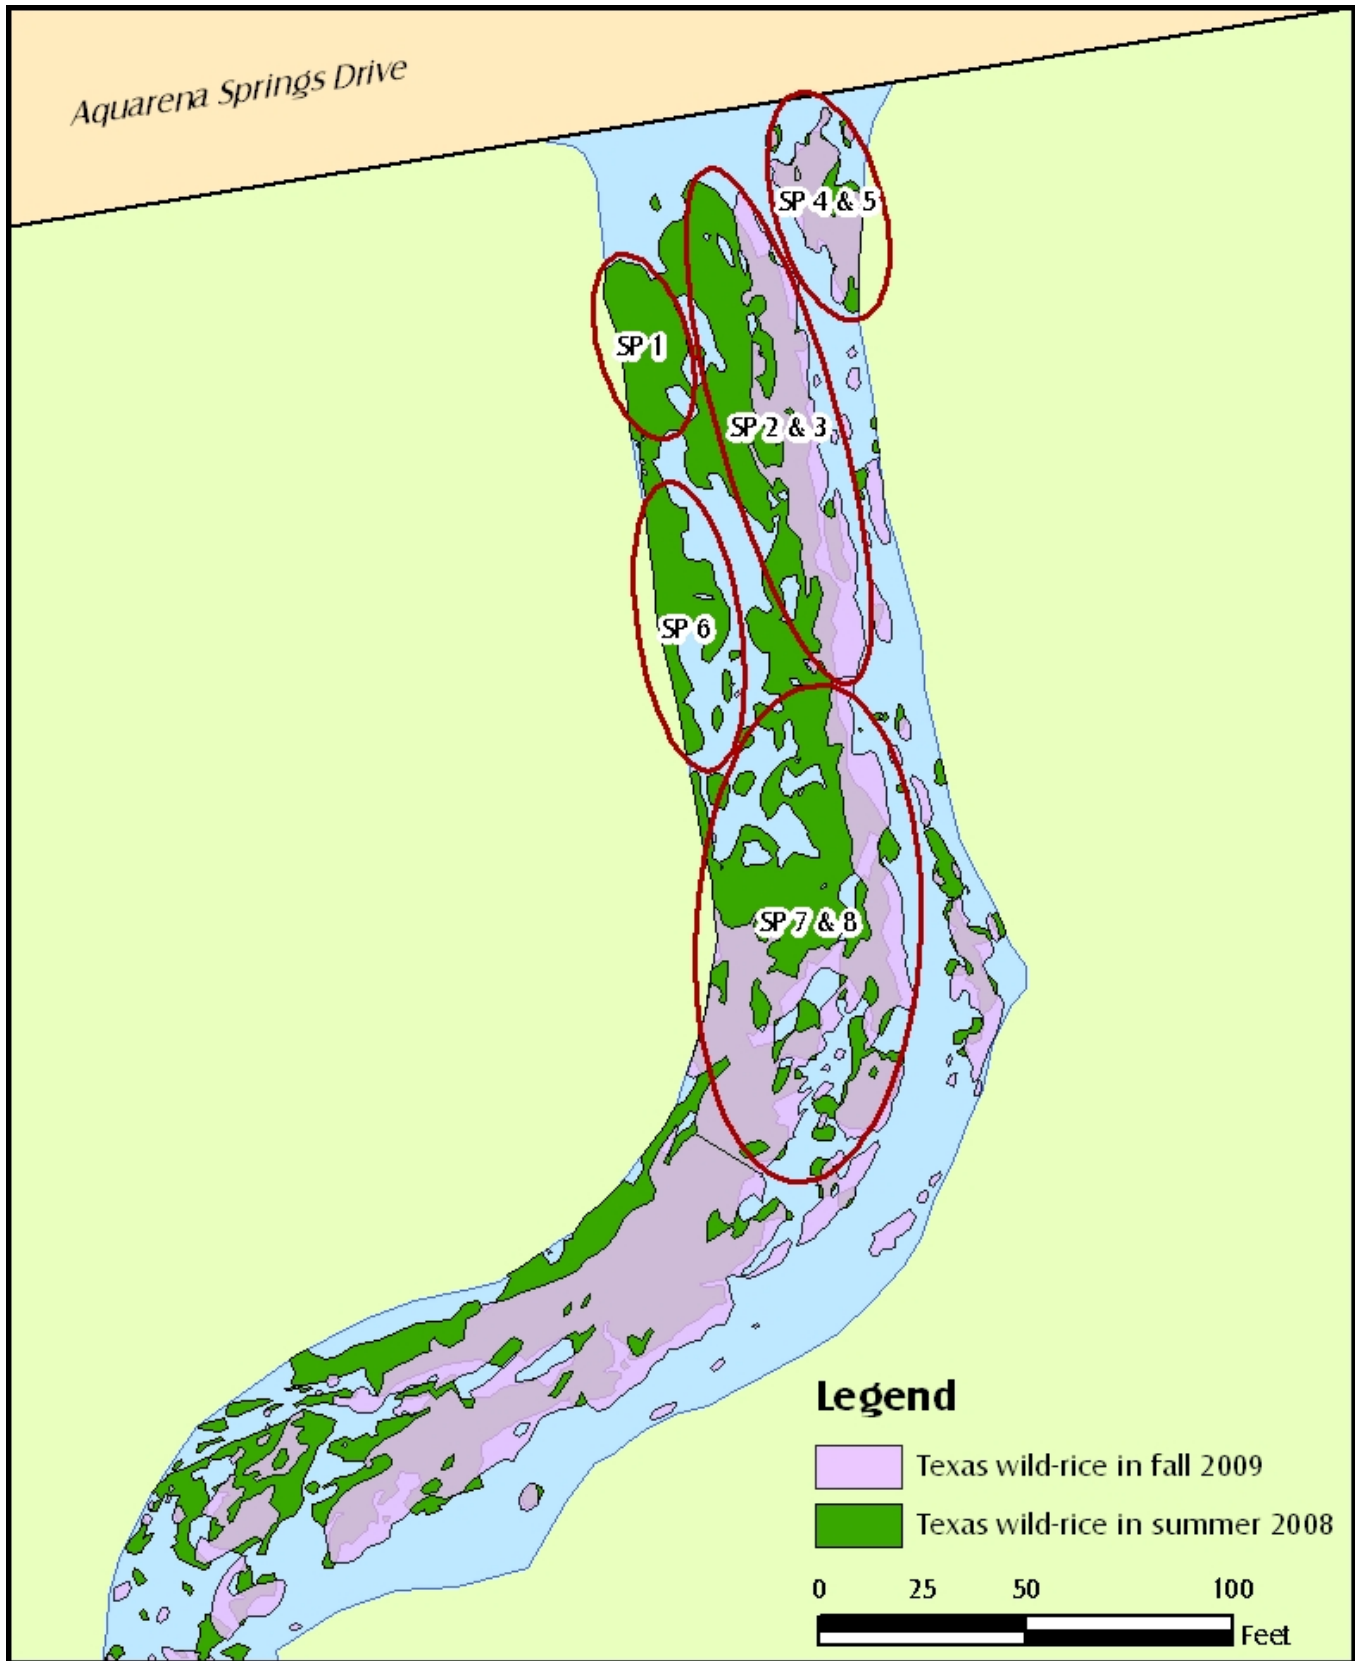 Aquarena Springs Drive
SP 4 & 5
SP 1
SP 2 & 3
SP 6
SP 7 & 8
Legend
Texas wild-rice in fall 2009
Texas wild-rice in summer 2008
0 25 50 100
Feet